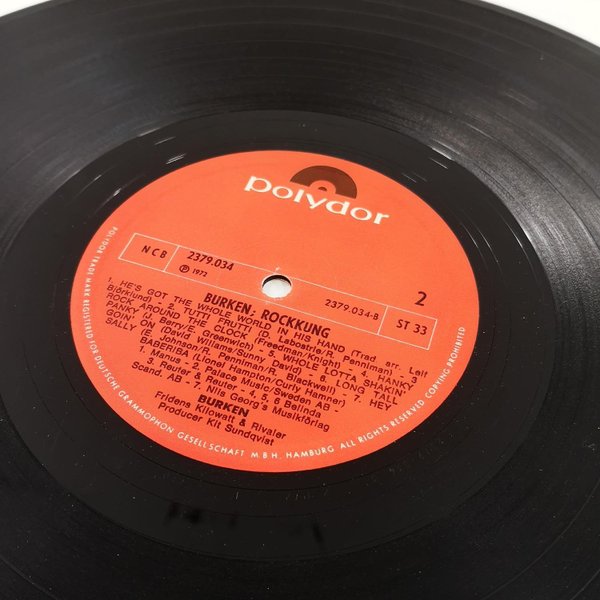 polydor
NCB
2379.034
℗ 1972
2379 034-B
2
ST 33
BURKEN: ROCKKUNG
1. HE'S GOT THE WHOLE WORLD IN HIS HAND (Trad arr. Leif
Björklund) - 2. TUTTI FRUTTI (D. Labostrie/R. Penniman) - 3.
ROCK AROUND THE CLOCK (Freedman/Knight) - 4. HANKY
PANKY (J. Berry/E. Greenwich) - 5. WHOLE LOTTA SHAKIN'
GOIN' ON (David Williams/Sunny David) - 6. LONG TALL
SALLY (E. Johnson/R. Penniman/R. Blackwell) - 7. HEY
BABERIBA (Lionel Hampton/Curly Hamner)
1. Manus - 2. Palace Music, Sweden AB -
3. Reuter & Reuter - 4, 5, 6 Belinda
Scand. AB - 7. Nils Georg's Musikförlag
BURKEN
Fridens Kilowatt & Rivaler
Producer Kit Sundqvist
POLYDOR TRADE MARK REGISTERED FOR DEUTSCHE GRAMMOPHON GESELLSCHAFT M.B.H. HAMBURG ALL RIGHTS RESERVED. COPYING PROHIBITED